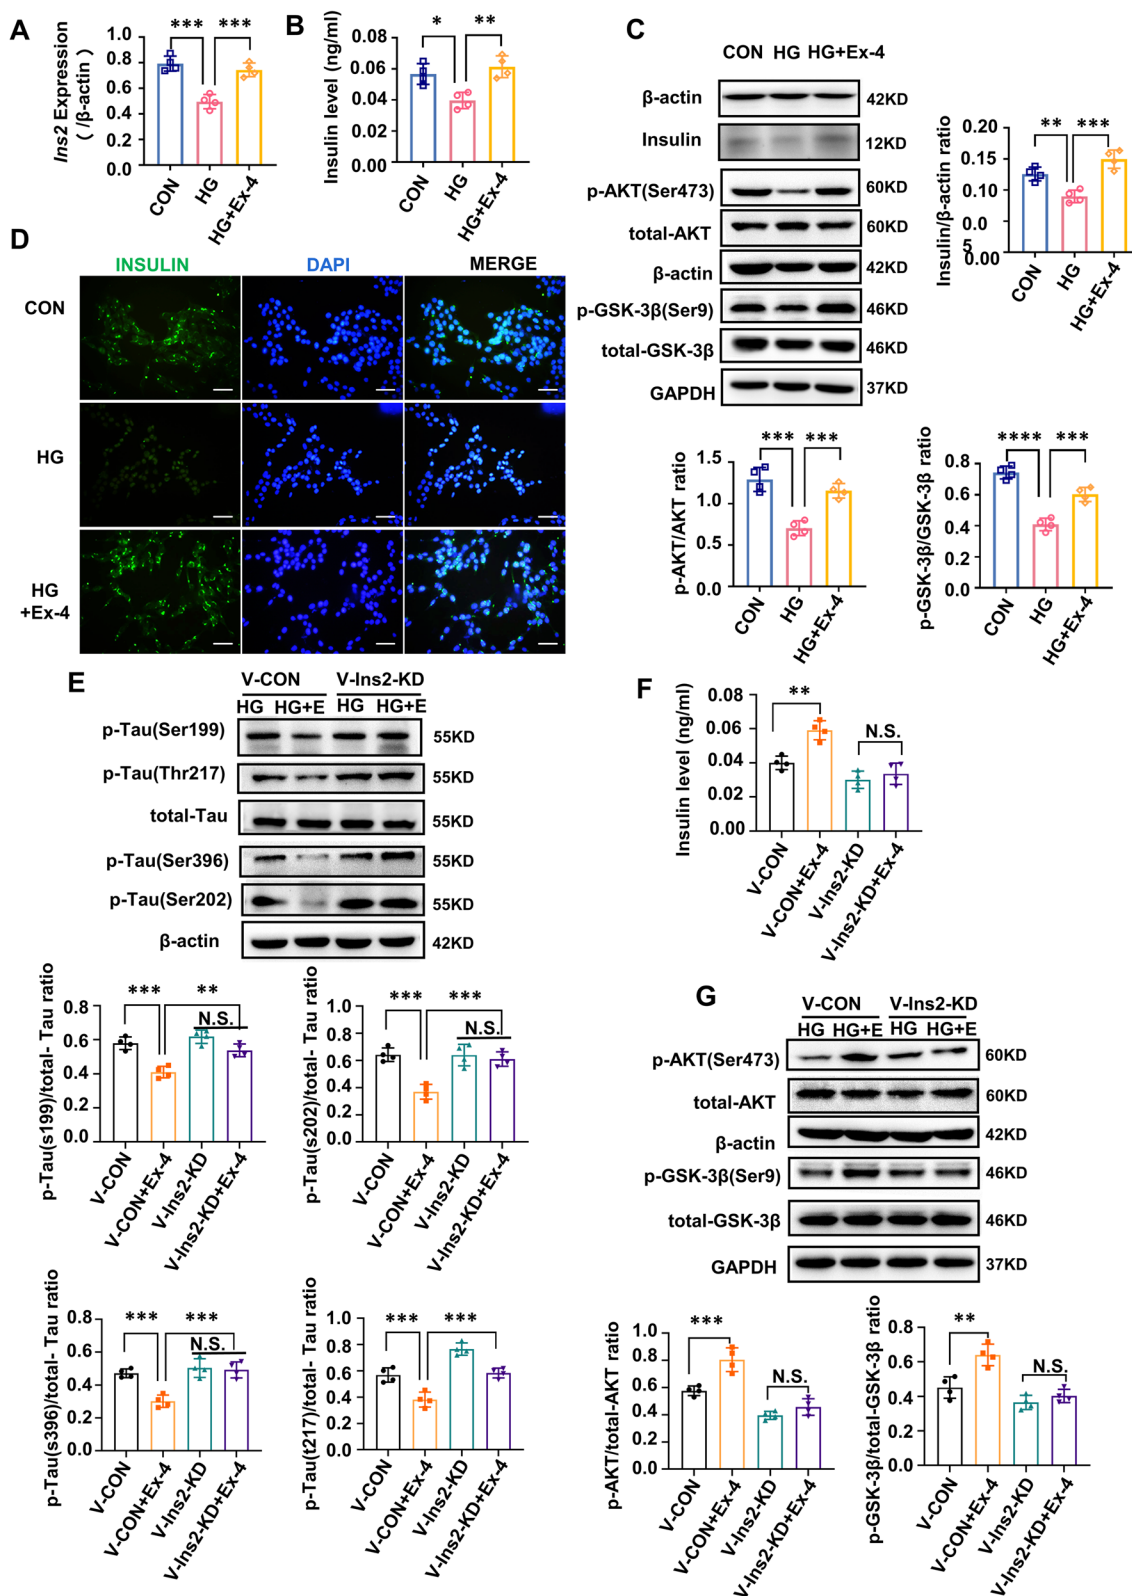 A
Ins2 Expression
( /β-actin )
1.0
0.8
0.6
0.4
0.2
0.0
*** ***
CON
HG
HG+Ex-4
B
Insulin level (ng/ml)
0.08
0.06
0.04
0.02
0.00
* **
CON
HG
HG+Ex-4
C
CON HG HG+Ex-4
β-actin 42KD
Insulin 12KD
p-AKT(Ser473) 60KD
total-AKT 60KD
β-actin 42KD
p-GSK-3β(Ser9) 46KD
total-GSK-3β 46KD
GAPDH 37KD
Insulin/β-actin ratio
0.20
0.15
0.10
0.0
5
0.00
** ***
CON
HG
HG+Ex-4
p-AKT/AKT ratio
1.5
1.0
0.5
0.0
*** ***
CON
HG
HG+Ex-4
p-GSK-3β/GSK-3β ratio
0.8
0.6
0.4
0.2
0.0
**** ***
CON
HG
HG+Ex-4
D
INSULIN DAPI MERGE
CON
HG
HG
+Ex-4
E
V-CON V-Ins2-KD
HG HG+E HG HG+E
p-Tau(Ser199) 55KD
p-Tau(Thr217) 55KD
total-Tau 55KD
p-Tau(Ser396) 55KD
p-Tau(Ser202) 55KD
β-actin 42KD
p-Tau(s199)/total- Tau ratio
0.8
0.6
0.4
0.2
0.0
*** **
N.S.
V-CON
V-CON+Ex-4
V-Ins2-KD
V-Ins2-KD+Ex-4
p-Tau(s202)/total- Tau ratio
1.0
0.8
0.6
0.4
0.2
0.0
*** ***
N.S.
V-CON
V-CON+Ex-4
V-Ins2-KD
V-Ins2-KD+Ex-4
p-Tau(s396)/total- Tau ratio
0.8
0.6
0.4
0.2
0.0
*** ***
N.S.
V-CON
V-CON+Ex-4
V-Ins2-KD
V-Ins2-KD+Ex-4
p-Tau(t217)/total- Tau ratio
1.0
0.8
0.6
0.4
0.2
0.0
*** ***
V-CON
V-CON+Ex-4
V-Ins2-KD
V-Ins2-KD+Ex-4
F
Insulin level (ng/ml)
0.08
0.06
0.04
0.02
0.00
**
N.S.
V-CON
V-CON+Ex-4
V-Ins2-KD
V-Ins2-KD+Ex-4
G
V-CON V-Ins2-KD
HG HG+E HG HG+E
p-AKT(Ser473) 60KD
total-AKT 60KD
β-actin 42KD
p-GSK-3β(Ser9) 46KD
total-GSK-3β 46KD
GAPDH 37KD
p-AKT/total-AKT ratio
1.0
0.8
0.6
0.4
0.2
0.0
***
N.S.
V-CON
V-CON+Ex-4
V-Ins2-KD
V-Ins2-KD+Ex-4
p-GSK-3β/total-GSK-3β ratio
0.8
0.6
0.4
0.2
0.0
**
N.S.
V-CON
V-CON+Ex-4
V-Ins2-KD
V-Ins2-KD+Ex-4